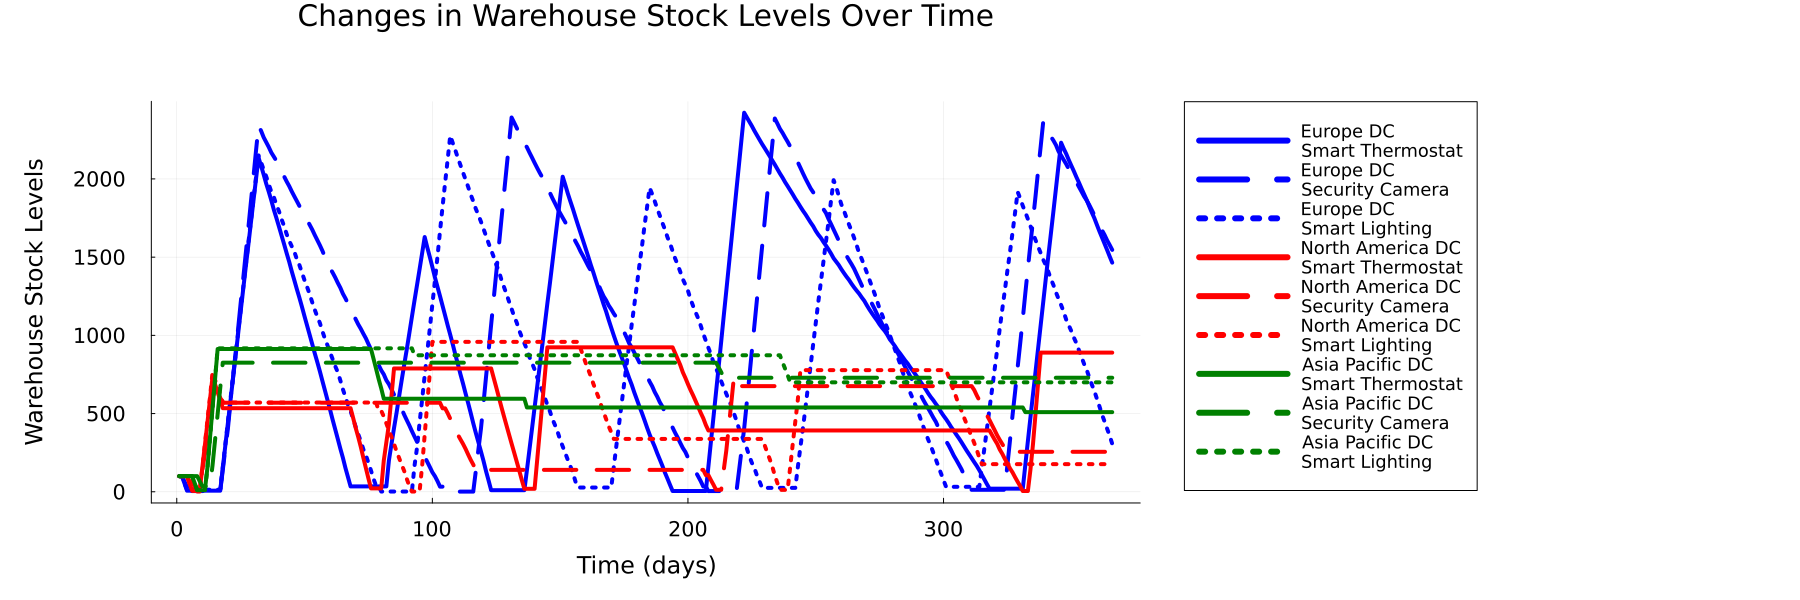 Changes in Warehouse Stock Levels Over Time
Warehouse Stock Levels
2000
1500
1000
500
0
0
100
200
300
Time (days)
Europe DC
Smart Thermostat
Europe DC
Security Camera
Europe DC
Smart Lighting
North America DC
Smart Thermostat
North America DC
Security Camera
North America DC
Smart Lighting
Asia Pacific DC
Smart Thermostat
Asia Pacific DC
Security Camera
Asia Pacific DC
Smart Lighting